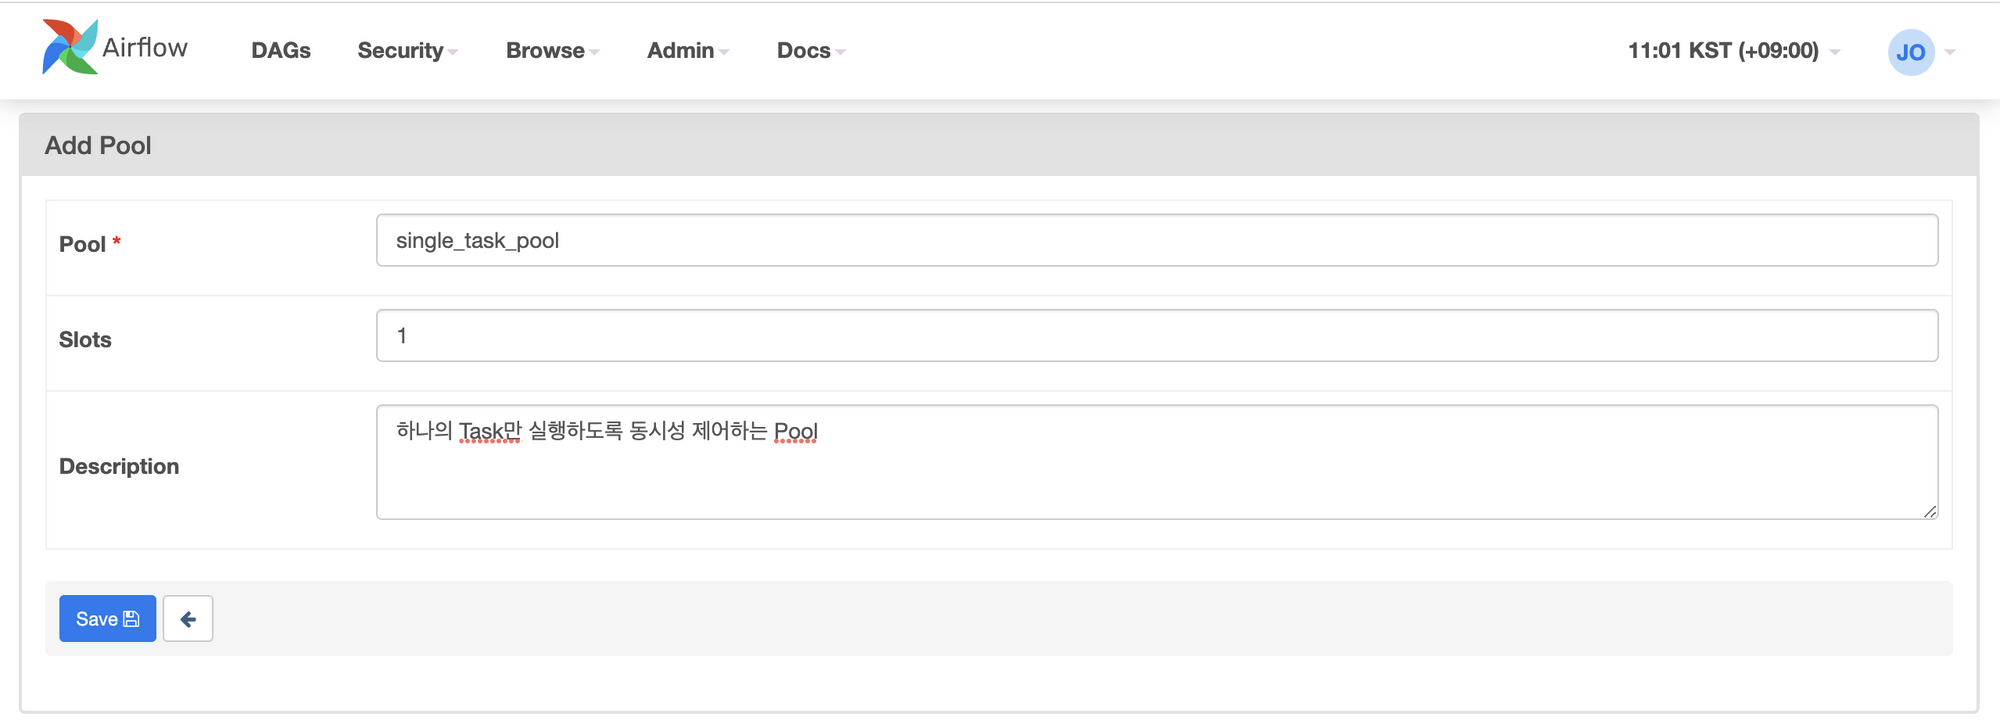 Airflow DAGs Security Browse Admin Docs 11:01 KST (+09:00) JO
Add Pool
Pool * single_task_pool
Slots 1
Description 하나의 Task만 실행하도록 동시성 제어하는 Pool
Save